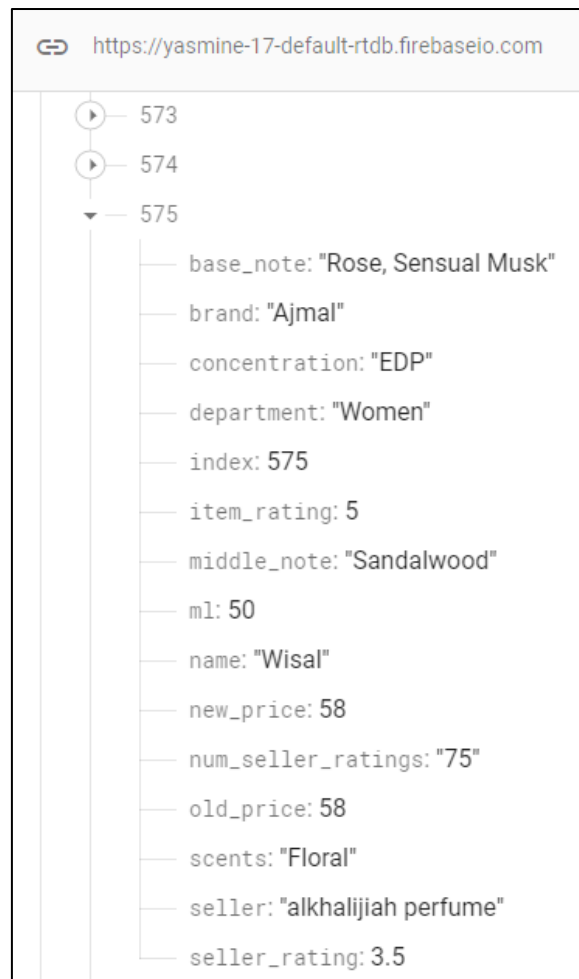 https://yasmine-17-default-rtdb.firebaseio.com
573
574
575
base_note: "Rose, Sensual Musk"
brand: "Ajmal"
concentration: "EDP"
department: "Women"
index: 575
item_rating: 5
middle_note: "Sandalwood"
ml: 50
name: "Wisal"
new_price: 58
num_seller_ratings: "75"
old_price: 58
scents: "Floral"
seller: "alkhalijiah perfume"
seller_rating: 3.5